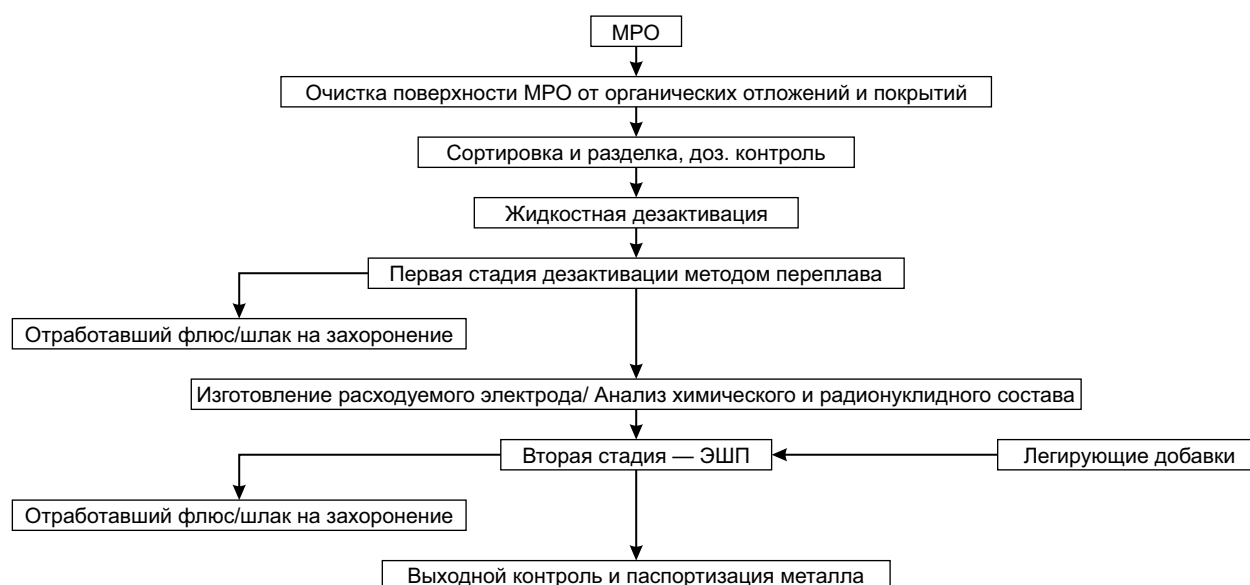 МРО
Очистка поверхности МРО от органических отложений и покрытий
Сортировка и разделка, доз. контроль
Жидкостная дезактивация
Первая стадия дезактивации методом переплава
Отработавший флюс/шлак на захоронение
Изготовление расходуемого электрода/ Анализ химического и радионуклидного состава
Вторая стадия — ЭШП
Легирующие добавки
Отработавший флюс/шлак на захоронение
Выходной контроль и паспортизация металла